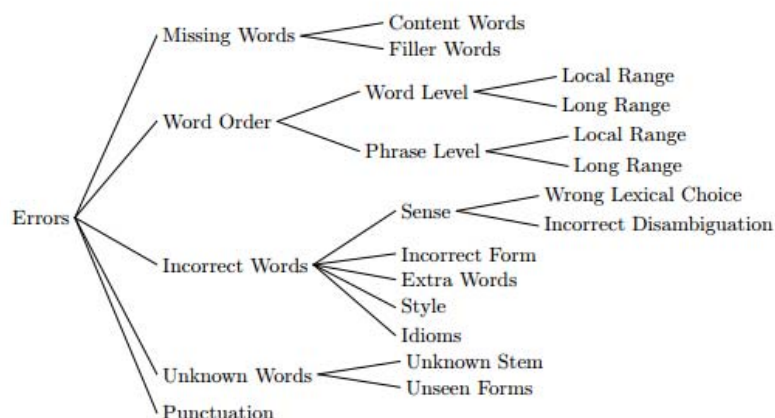 Errors
Missing Words
Content Words
Filler Words
Word Order
Word Level
Local Range
Long Range
Phrase Level
Local Range
Long Range
Incorrect Words
Sense
Wrong Lexical Choice
Incorrect Disambiguation
Incorrect Form
Extra Words
Style
Idioms
Unknown Words
Unknown Stem
Unseen Forms
Punctuation